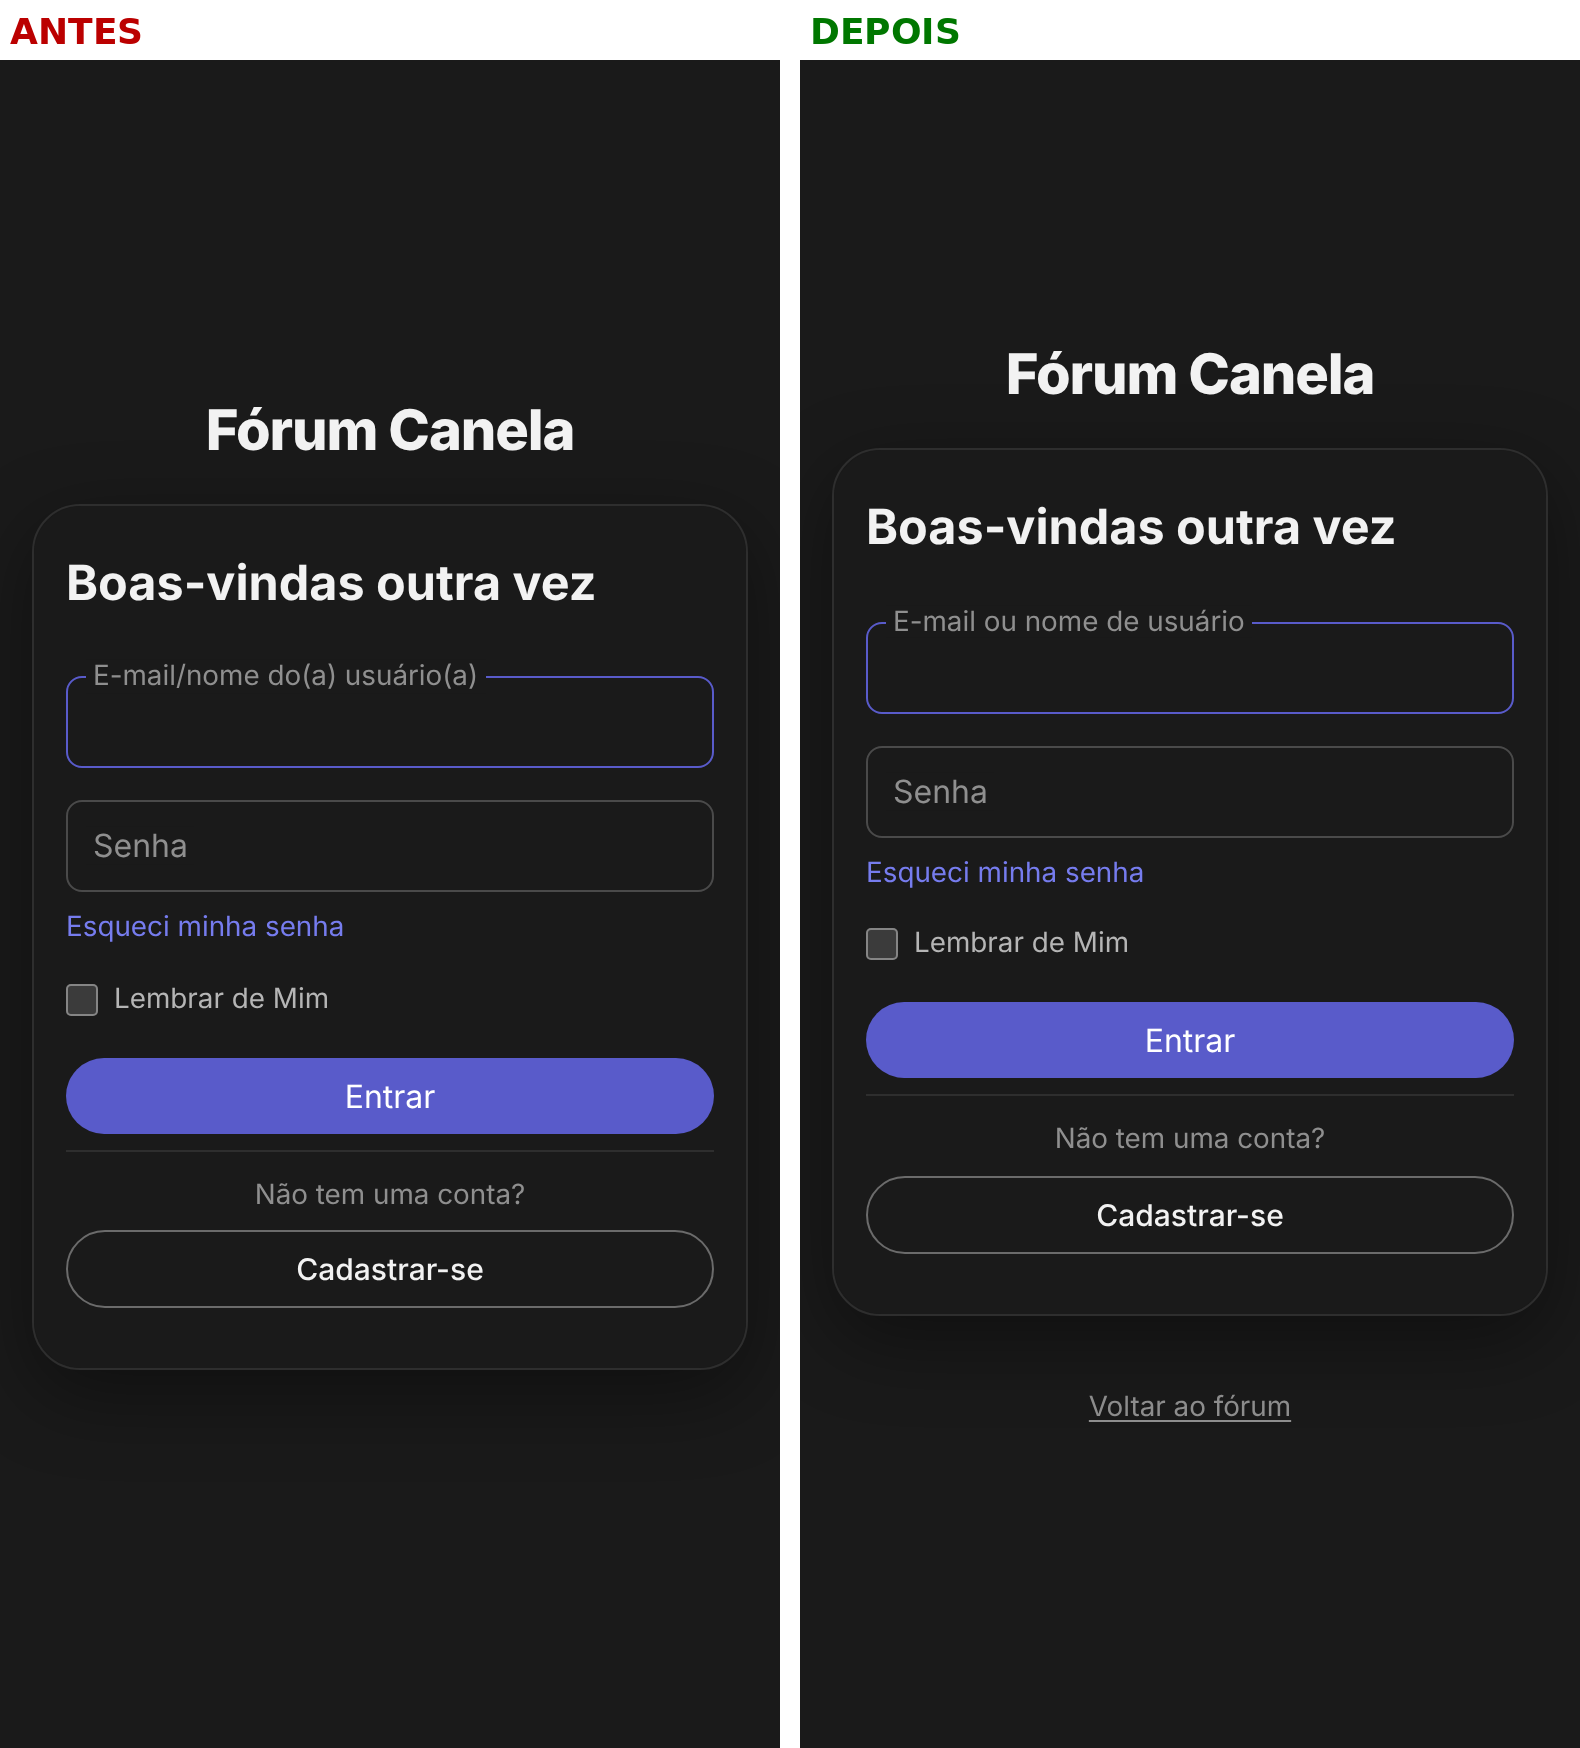 ANTES
Fórum Canela
Boas-vindas outra vez
E-mail/nome do(a) usuário(a)
Senha
Esqueci minha senha
Lembrar de Mim
Entrar
Não tem uma conta?
Cadastrar-se
DEPOIS
Fórum Canela
Boas-vindas outra vez
E-mail ou nome de usuário
Senha
Esqueci minha senha
Lembrar de Mim
Entrar
Não tem uma conta?
Cadastrar-se
Voltar ao fórum